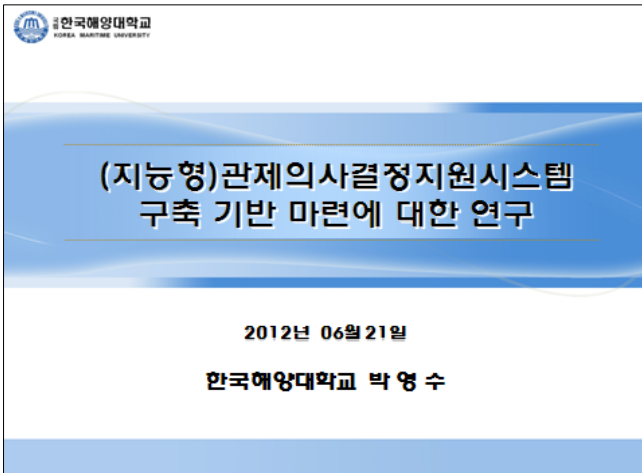 국립 한국해양대학교
KOREA MARITIME UNIVERSITY
(지능형)관제의사결정지원시스템
구축 기반 마련에 대한 연구
2012년 06월21일
한국해양대학교 박 영 수